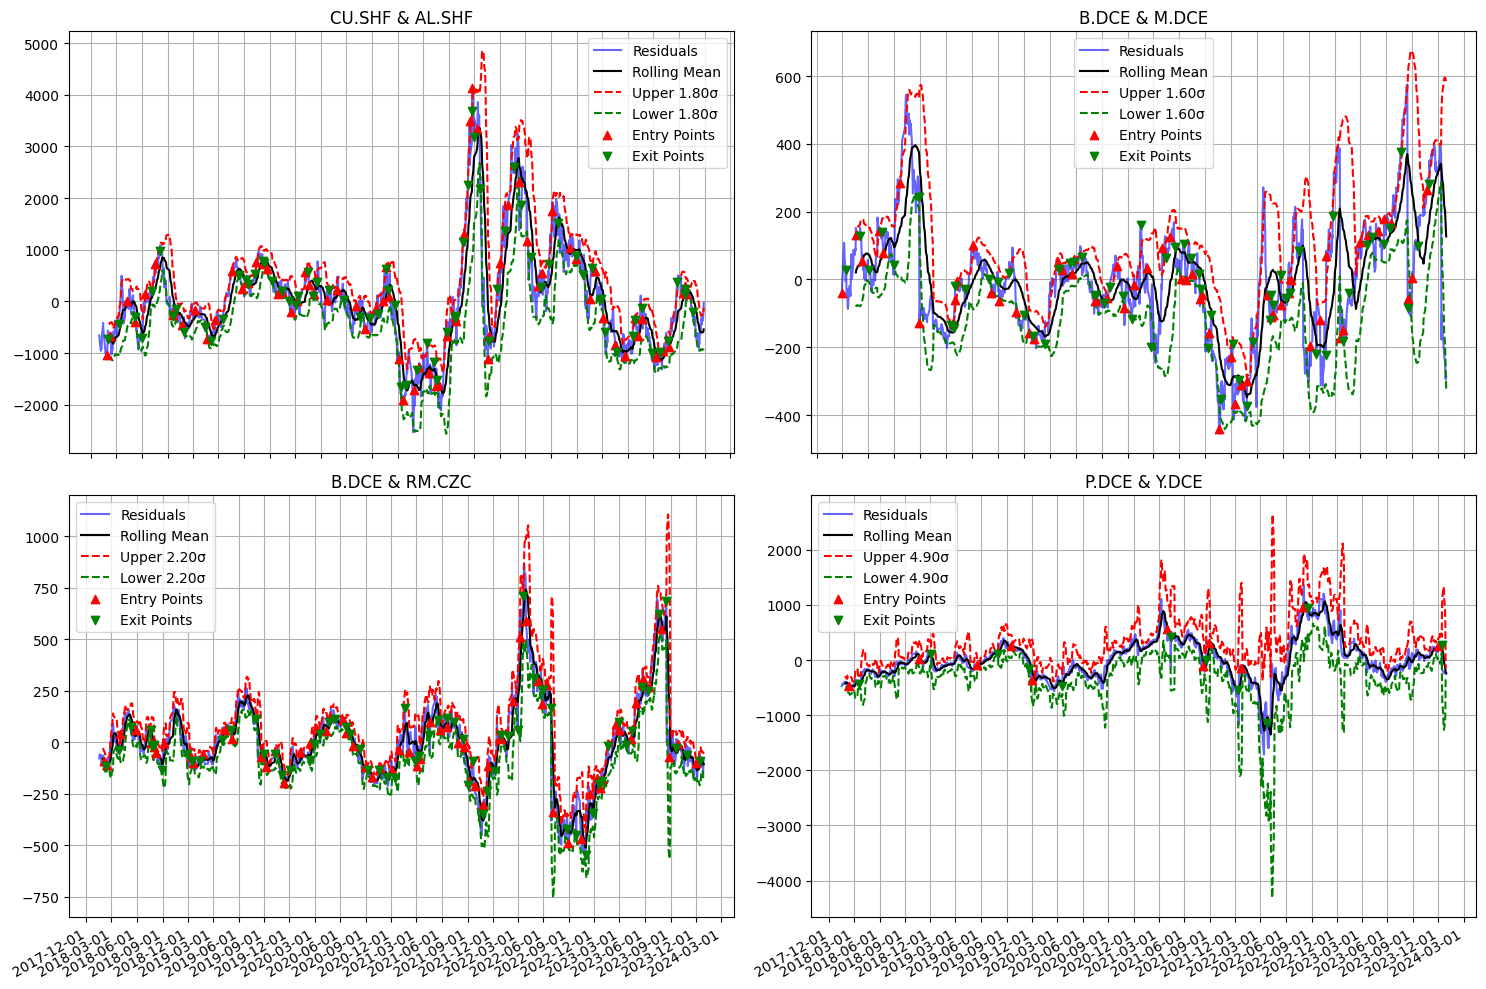 CU.SHF & AL.SHF
5000
4000
3000
2000
1000
0
−1000
−2000
Residuals
Rolling Mean
Upper 1.80σ
Lower 1.80σ
Entry Points
Exit Points
B.DCE & M.DCE
600
400
200
0
−200
−400
Residuals
Rolling Mean
Upper 1.60σ
Lower 1.60σ
Entry Points
Exit Points
B.DCE & RM.CZC
1000
750
500
250
0
−250
−500
−750
Residuals
Rolling Mean
Upper 2.20σ
Lower 2.20σ
Entry Points
Exit Points
2017-12-01
2018-03-01
2018-06-01
2018-09-01
2018-12-01
2019-03-01
2019-06-01
2019-09-01
2019-12-01
2020-03-01
2020-06-01
2020-09-01
2020-12-01
2021-03-01
2021-06-01
2021-09-01
2021-12-01
2022-03-01
2022-06-01
2022-09-01
2022-12-01
2023-03-01
2023-06-01
2023-09-01
2023-12-01
2024-03-01
P.DCE & Y.DCE
2000
1000
0
−1000
−2000
−3000
−4000
Residuals
Rolling Mean
Upper 4.90σ
Lower 4.90σ
Entry Points
Exit Points
2017-12-01
2018-03-01
2018-06-01
2018-09-01
2018-12-01
2019-03-01
2019-06-01
2019-09-01
2019-12-01
2020-03-01
2020-06-01
2020-09-01
2020-12-01
2021-03-01
2021-06-01
2021-09-01
2021-12-01
2022-03-01
2022-06-01
2022-09-01
2022-12-01
2023-03-01
2023-06-01
2023-09-01
2023-12-01
2024-03-01